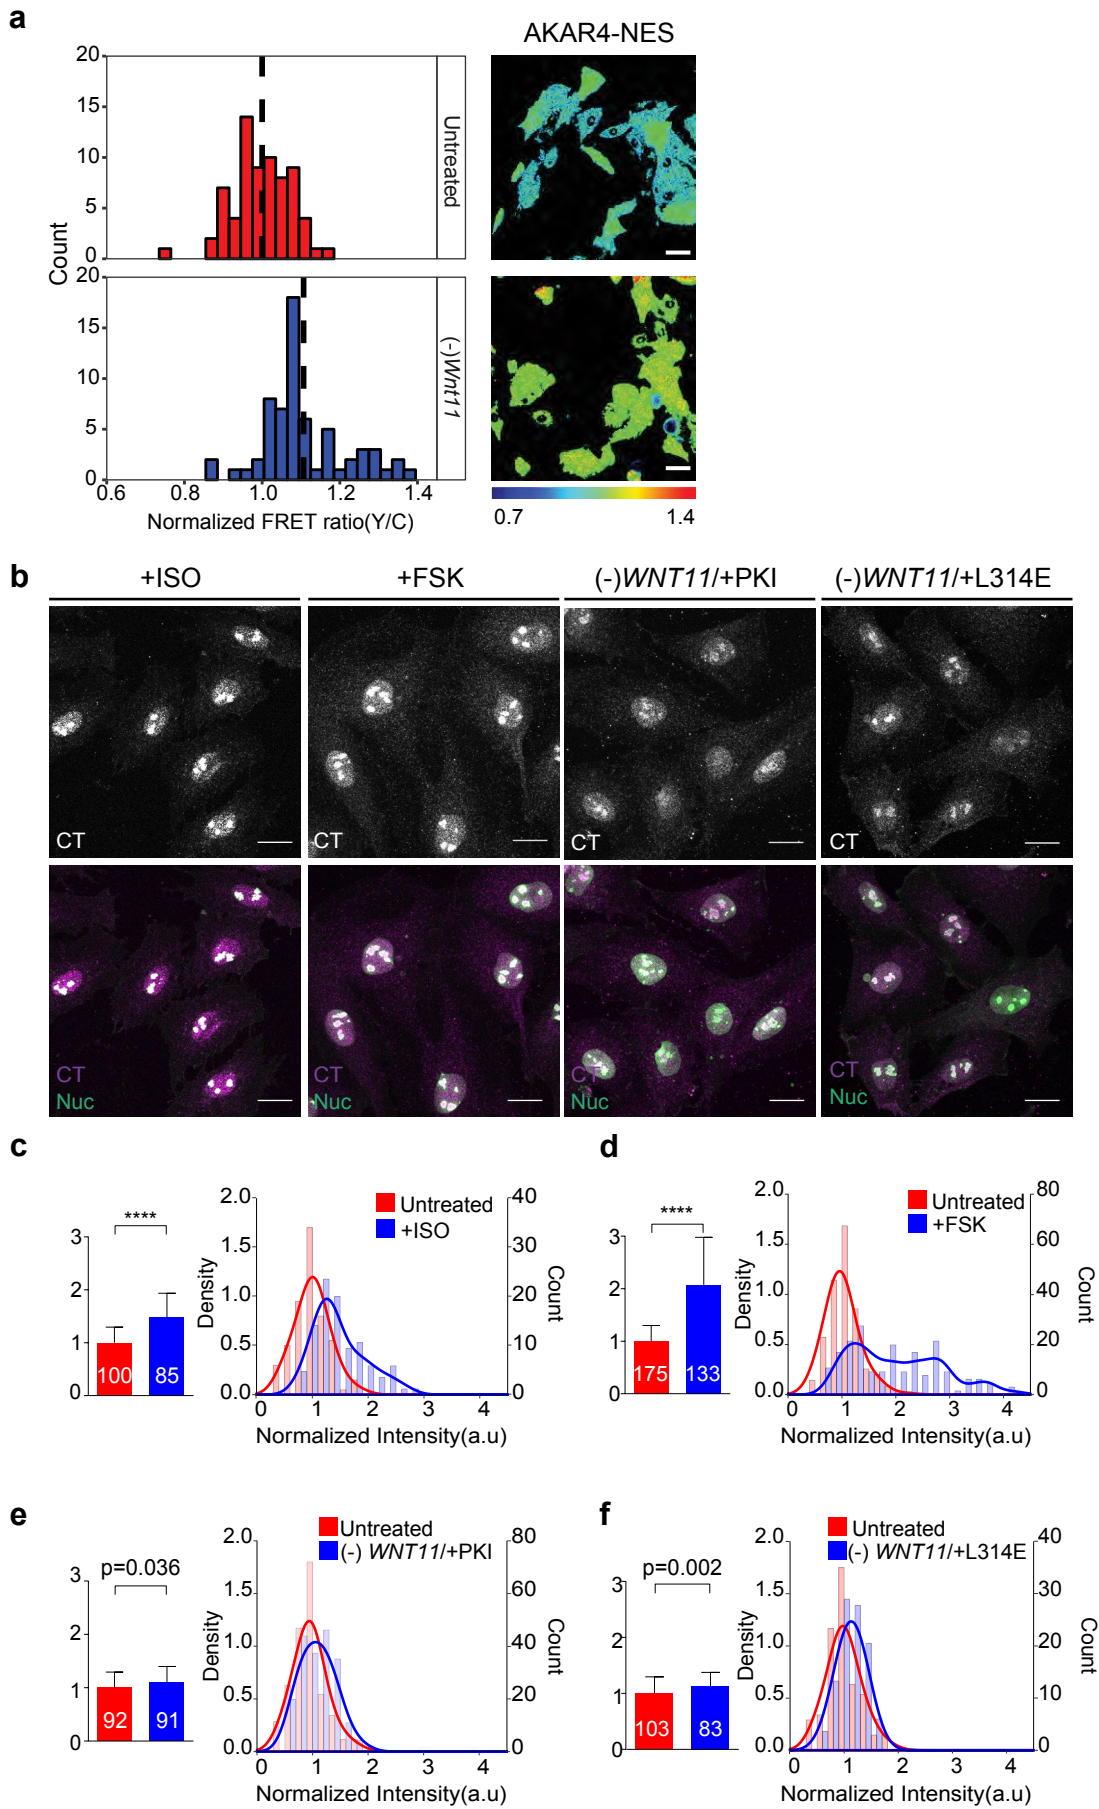 a
AKAR4-NES
20
15
10
5
0
Untreated
Count
20
15
10
5
0
(-)Wnt11
0.6 0.8 1.0 1.2 1.4
Normalized FRET ratio(Y/C)
0.7 1.4
b
+ISO +FSK (-)WNT11/+PKI (-)WNT11/+L314E
CT CT CT CT
CT CT CT CT
Nuc Nuc Nuc Nuc
c
****
3
2
1
0
100 85
2.0
1.5
1.0
0.5
0.0
Density
Untreated
+ISO
40
30
20
10
0
Count
0 1 2 3 4
Normalized Intensity(a.u)
d
****
3
2
1
0
175 133
2.0
1.5
1.0
0.5
0.0
Density
Untreated
+FSK
80
60
40
20
0
Count
0 1 2 3 4
Normalized Intensity(a.u)
e
p=0.036
3
2
1
0
92 91
2.0
1.5
1.0
0.5
0.0
Density
Untreated
(-) WNT11/+PKI
80
60
40
20
0
Count
0 1 2 3 4
Normalized Intensity(a.u)
f
p=0.002
3
2
1
0
103 83
2.0
1.5
1.0
0.5
0.0
Density
Untreated
(-) WNT11/+L314E
40
30
20
10
0
Count
0 1 2 3 4
Normalized Intensity(a.u)